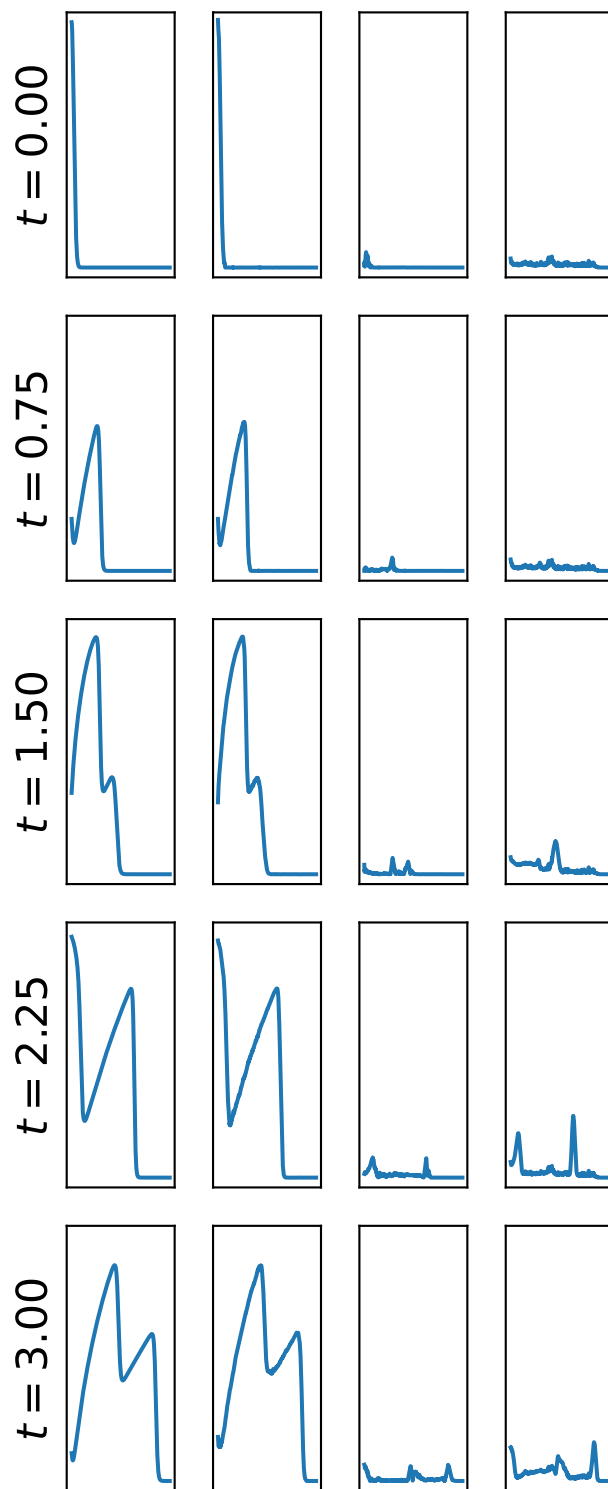 t = 0.00
t = 0.75
t = 1.50
t = 2.25
t = 3.00